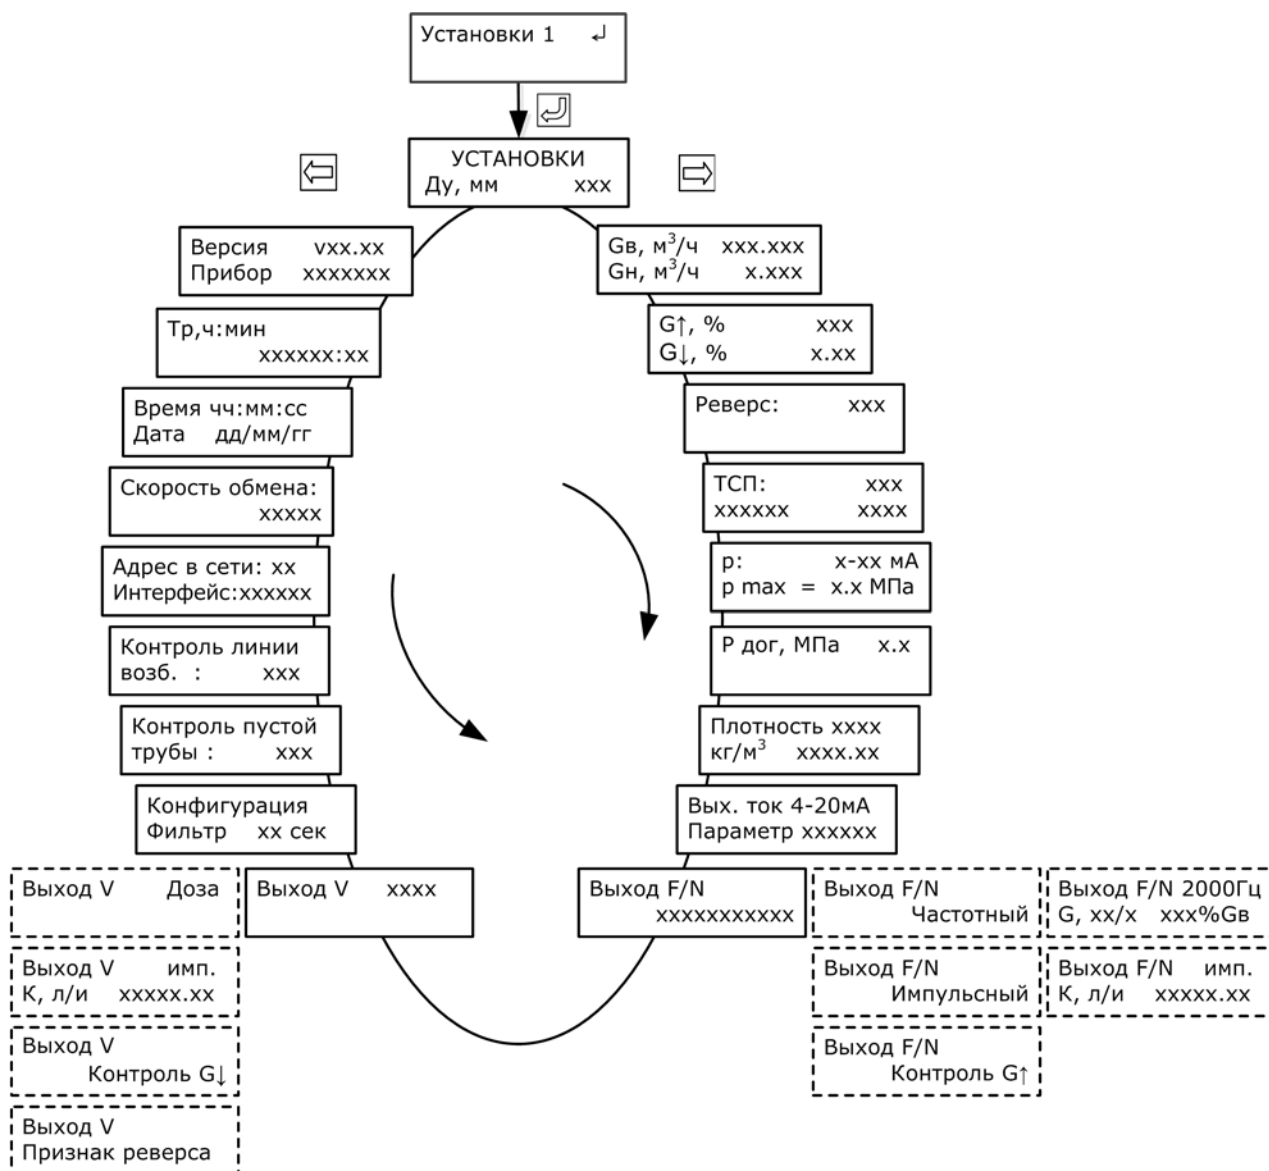 Установки 1 ↲
УСТАНОВКИ
Ду, мм xxx
Версия vxx.xx
Прибор xxxxxxx
Gв, м³/ч xxx.xxx
Gн, м³/ч x.xxx
Тр,ч:мин
xxxxxx:xx
G↑, % xxx
G↓, % x.xx
Время чч:мм:сс
Дата дд/мм/гг
Реверс: xxx
Скорость обмена:
xxxxx
ТСП: xxx
xxxxxx xxxx
Адрес в сети: xx
Интерфейс:xxxxxx
p: x-xx мА
p max = x.x МПа
Контроль линии
возб. : xxx
Р дог, МПа x.x
Контроль пустой
трубы : xxx
Плотность xxxx
кг/м³ xxxx.xx
Конфигурация
Фильтр xx сек
Вых. ток 4-20мА
Параметр xxxxxx
Выход V Доза
Выход V xxxx
Выход F/N
xxxxxxxxxxx
Выход F/N
Частотный
Выход F/N 2000Гц
G, xx/x xxx%Gв
Выход V имп.
К, л/и xxxxx.xx
Выход F/N
Импульсный
Выход F/N имп.
К, л/и xxxxx.xx
Выход V
Контроль G↓
Выход F/N
Контроль G↑
Выход V
Признак реверса